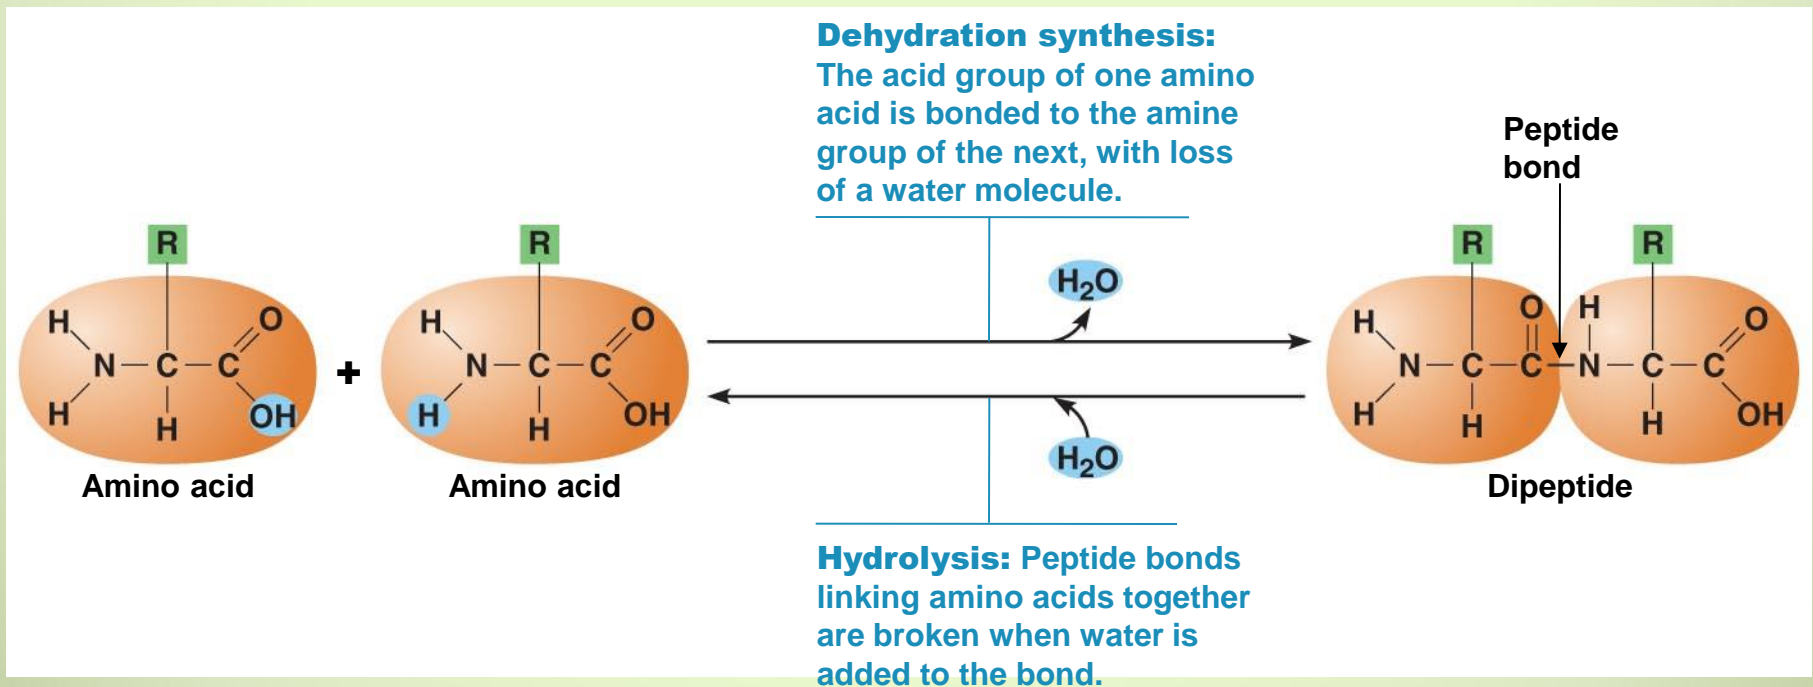 Dehydration synthesis:
The acid group of one amino
acid is bonded to the amine
group of the next, with loss
of a water molecule.
Peptide
bond
R
R
H₂O
R
R
H
O
H
O
H
O
H
O
N
C
C
+
N
C
C
N
C
C
N
C
C
H
H
OH
H
H
OH
H
H
H
OH
Amino acid
Amino acid
H₂O
Dipeptide
Hydrolysis: Peptide bonds
linking amino acids together
are broken when water is
added to the bond.